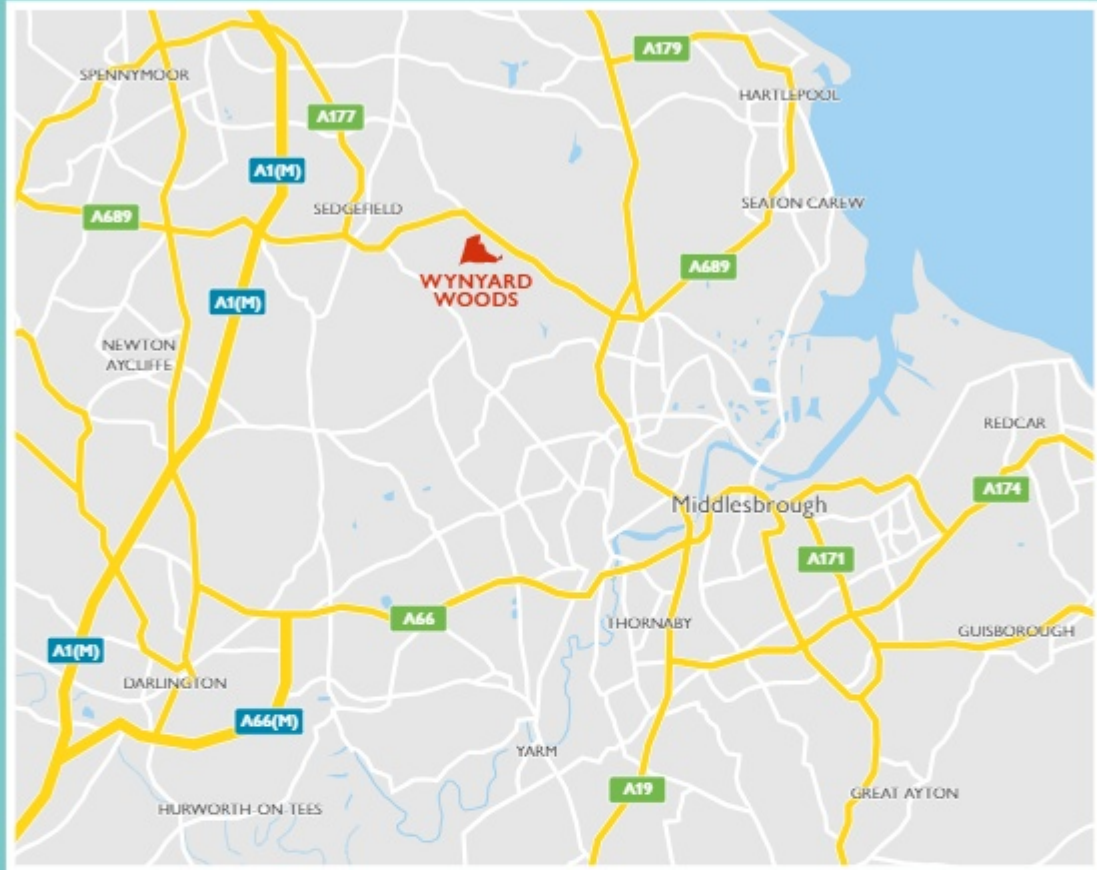 A179
SPENNYMOOR
HARTLEPOOL
A177
A1(M)
SEDGEFIELD
SEATON CAREW
A689
WYNYARD
WOODS
A689
A1(M)
NEWTON
AYCLIFFE
REDCAR
A174
Middlesbrough
A171
A66
THORNABY
GUISBOROUGH
A1(M)
DARLINGTON
A66(M)
YARM
A19
GREAT AYTON
HURWORTH-ON-TEES